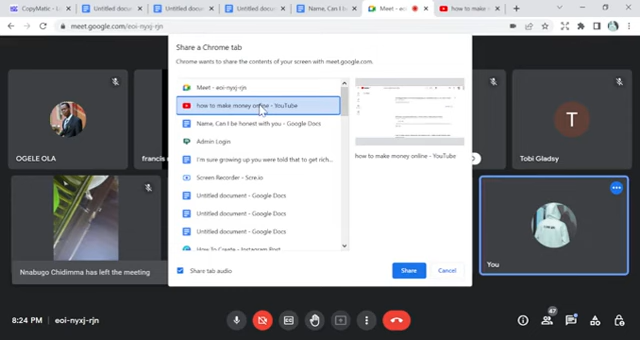 CopyMatic - L
Untitled docume
Untitled docume
Untitled docume
Name, Can I be
Meet - eoi-n
how to make m
meet.google.com/eoi-nyxj-rjn
Share a Chrome tab
Chrome wants to share the contents of your screen with meet.google.com.
Meet - eoi-nyxj-rjn
how to make money online - YouTube
Name, Can I be honest with you - Google Docs
Admin Login
I'm sure growing up you were told that to get rich...
Screen Recorder - Scre.io
Untitled document - Google Docs
Untitled document - Google Docs
Untitled document - Google Docs
How To Create - Instagram Post
how to make money online - YouTube
Share tab audio
Share
Cancel
OGELE OLA
francis
T
Tobi Gladsy
Nnabugo Chidimma has left the meeting
You
8:24 PM
eoi-nyxj-rjn
47